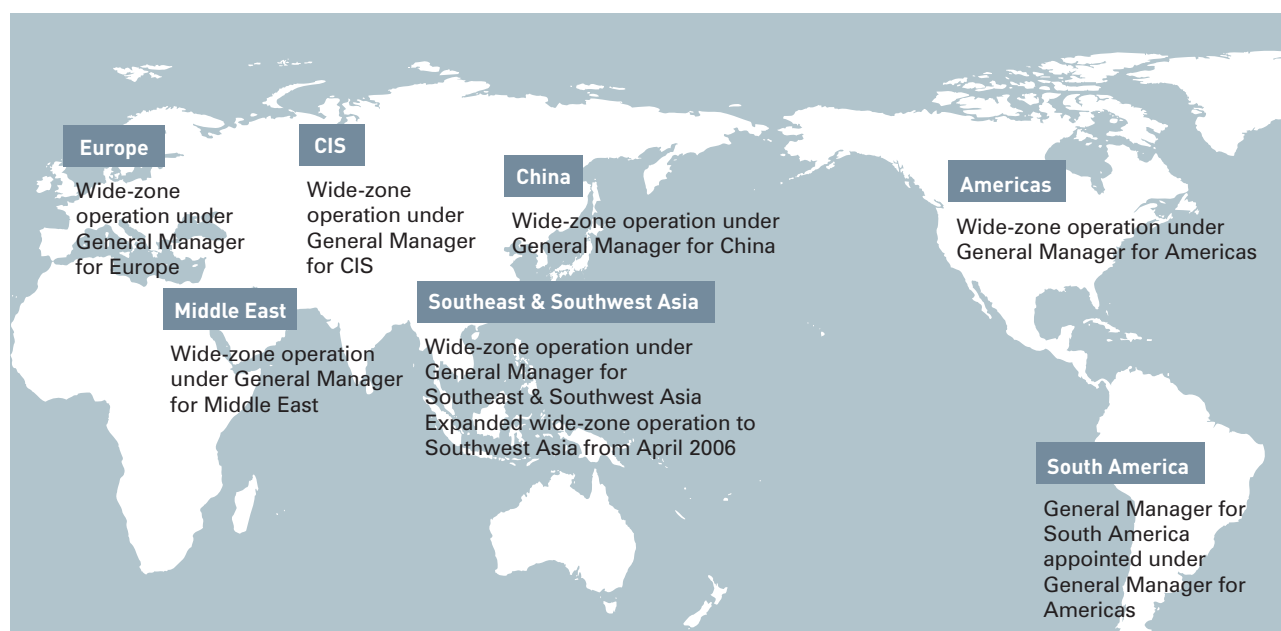 Europe
Wide-zone
operation under
General Manager
for Europe
CIS
Wide-zone
operation under
General Manager
for CIS
China
Wide-zone operation under
General Manager for China
Americas
Wide-zone operation under
General Manager for Americas
Middle East
Wide-zone operation
under General Manager
for Middle East
Southeast & Southwest Asia
Wide-zone operation under
General Manager for
Southeast & Southwest Asia
Expanded wide-zone operation to
Southwest Asia from April 2006
South America
General Manager for
South America
appointed under
General Manager for
Americas